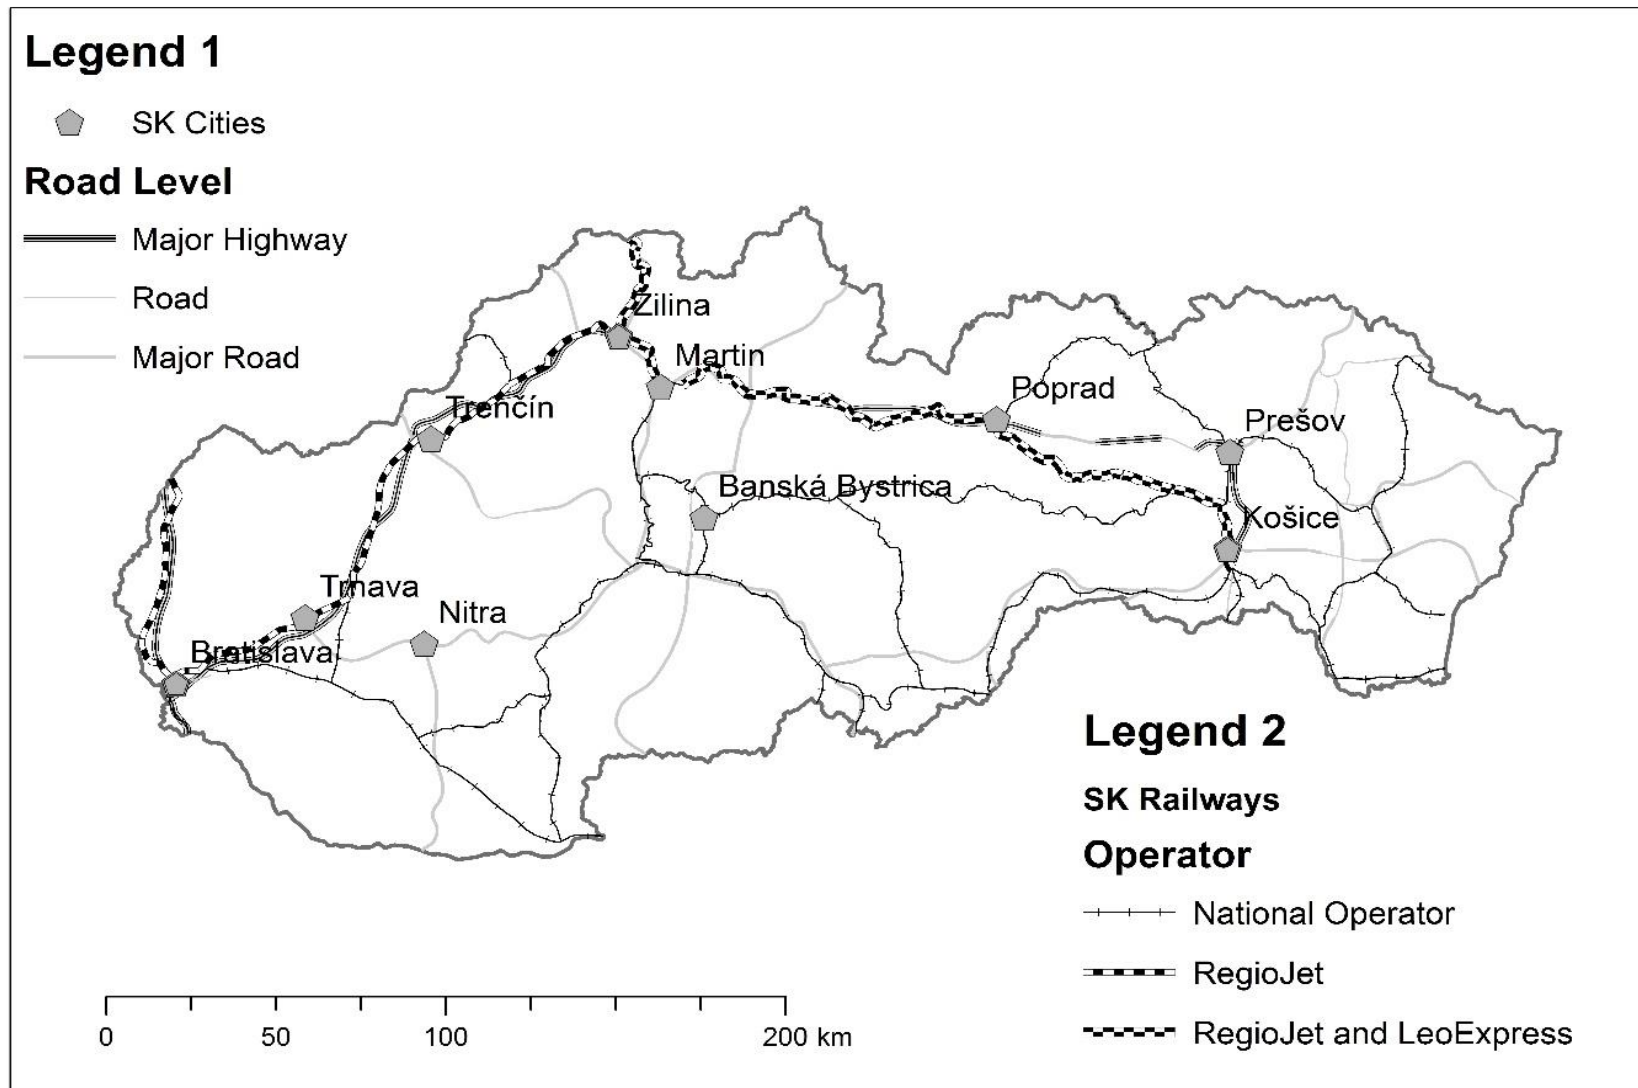 Legend 1
SK Cities
Road Level
Major Highway
Road
Major Road
Zilina
Martin
Trenčín
Poprad
Prešov
Banská Bystrica
Košice
Trnava
Nitra
Bratislava
Legend 2
SK Railways
Operator
National Operator
RegioJet
RegioJet and LeoExpress
0 50 100 200 km